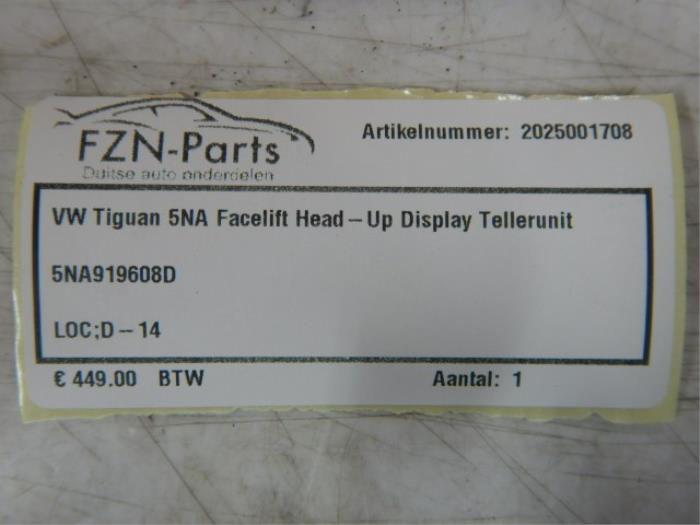 FZN-Parts
Duitse auto onderdelen
Artikelnummer: 2025001708
VW Tiguan 5NA Facelift Head-Up Display Tellerunit
5NA919608D
LOC;D-14
€ 449.00 BTW
Aantal: 1